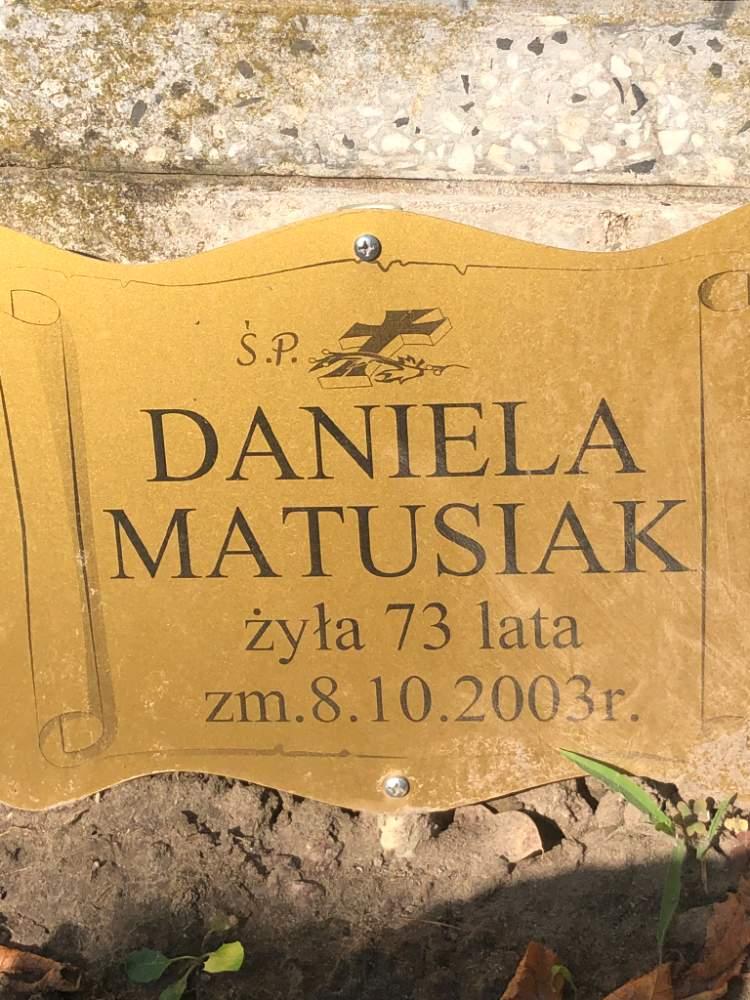 Ś.P.
DANIELA
MATUSIAK
żyła 73 lata
zm.8.10.2003r.